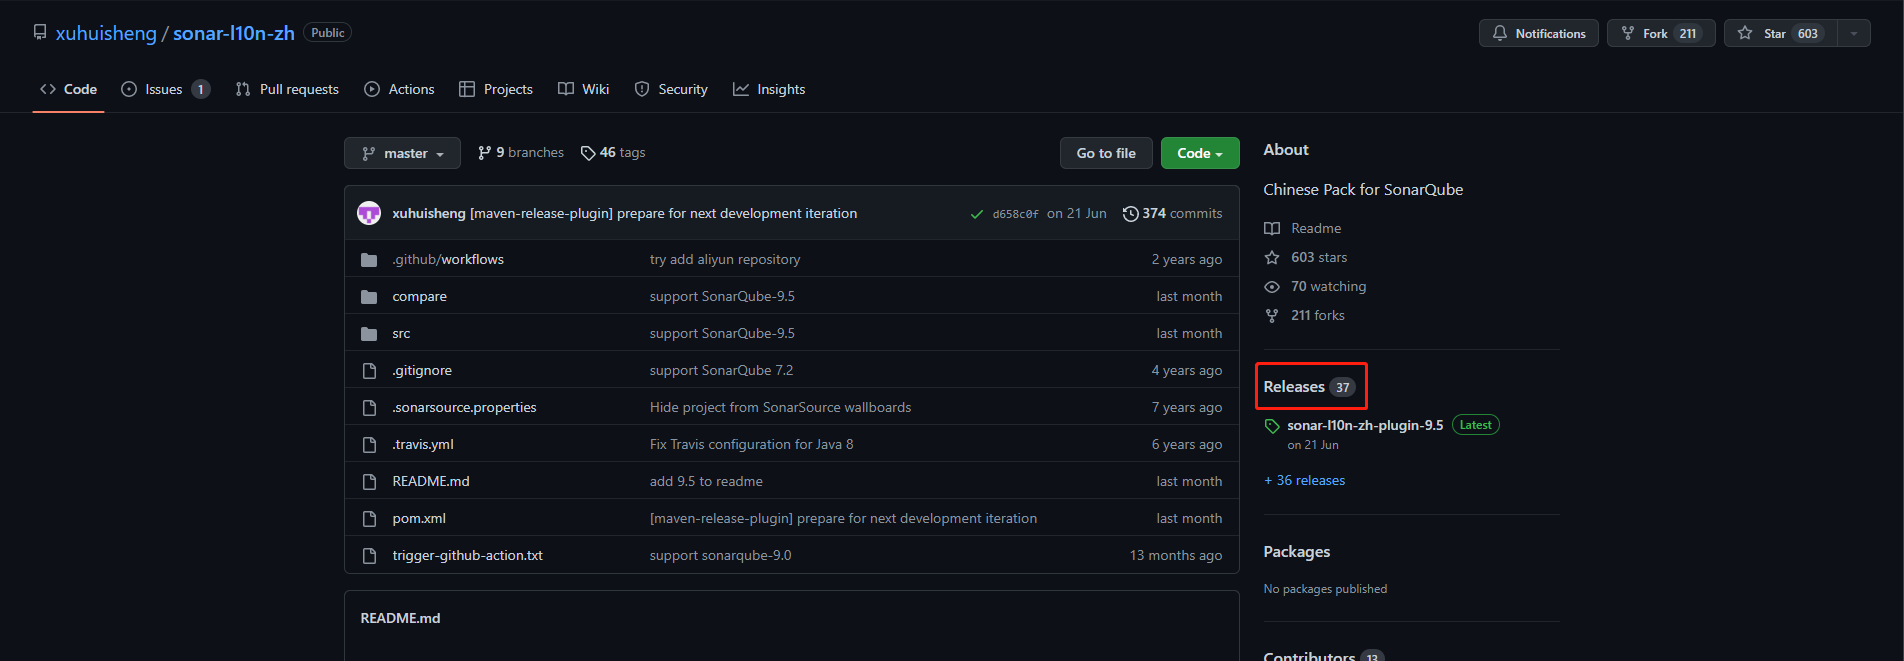 xuhuisheng / sonar-l10n-zh Public
Notifications Fork 211 Star 603
Code Issues 1 Pull requests Actions Projects Wiki Security Insights
master 9 branches 46 tags Go to file Code
xuhuisheng [maven-release-plugin] prepare for next development iteration d658c0f on 21 Jun 374 commits
.github/workflows try add aliyun repository 2 years ago
compare support SonarQube-9.5 last month
src support SonarQube-9.5 last month
.gitignore support SonarQube 7.2 4 years ago
.sonarsource.properties Hide project from SonarSource wallboards 7 years ago
.travis.yml Fix Travis configuration for Java 8 6 years ago
README.md add 9.5 to readme last month
pom.xml [maven-release-plugin] prepare for next development iteration last month
trigger-github-action.txt support sonarqube-9.0 13 months ago
README.md
About
Chinese Pack for SonarQube
Readme
603 stars
70 watching
211 forks
Releases 37
sonar-l10n-zh-plugin-9.5 Latest
on 21 Jun
+ 36 releases
Packages
No packages published
Contributors 13